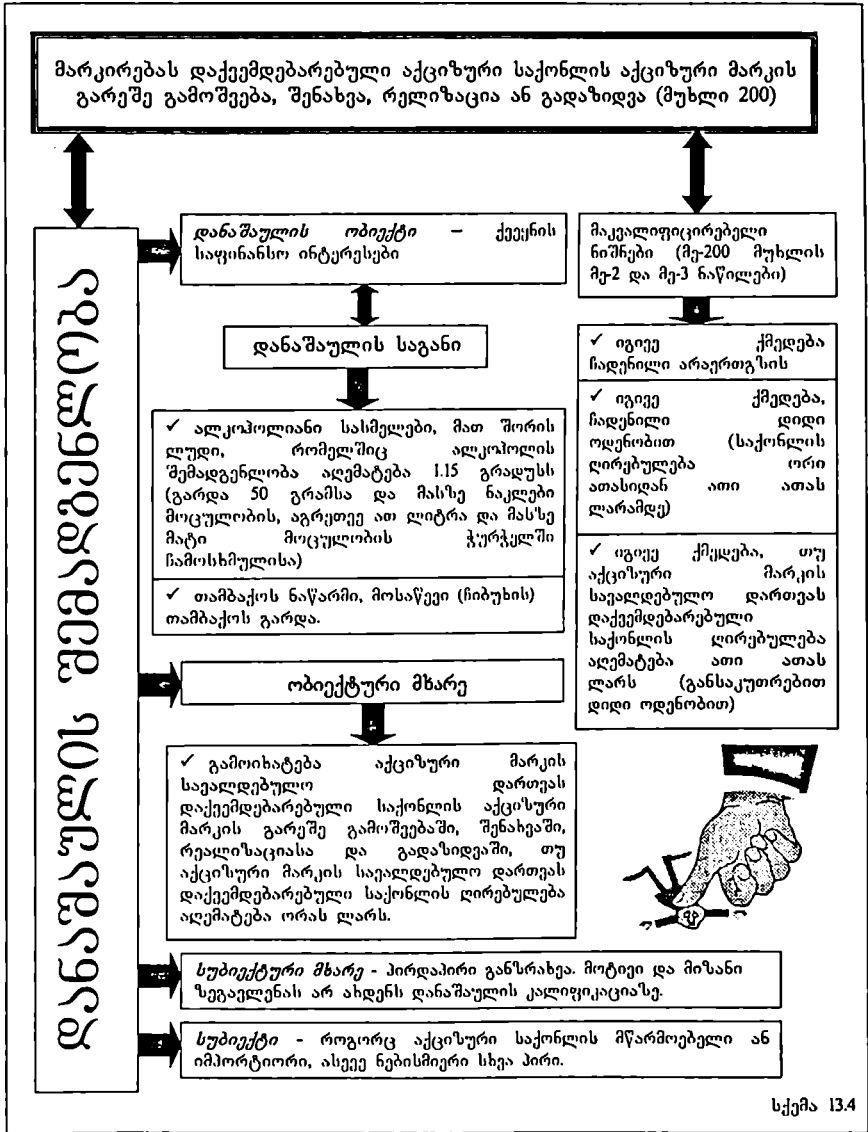 მარკირებას დაქვემდებარებული აქციზური საქონლის აქციზური მარკის
გარეშე გამოშვება, შენახვა, რელიზაცია ან გადაზიდვა (მუხლი 200)
დანაშაულის შემადგენლობა
დანაშაულის ობიექტი – ქვეყნის
საფინანსო ინტერესები
დანაშაულის საგანი
✓ ალკოჰოლიანი სასმელები, მათ შორის
ლუდი, რომელშიც ალკოჰოლის
შემადგენლობა აღემატება 1.15 გრადუსს
(გარდა 50 გრამსა და მასზე ნაკლები
მოცულობის, აგრეთვე ათ ლიტრა და მასზე
მატი მოცულობის ჭურჭელში
ჩამოსხმულისა)
✓ თამბაქოს ნაწარმი, მოსაწევი (ჩიბუხის)
თამბაქოს გარდა.
ობიექტური მხარე
✓ გამოიხატება აქციზური მარკის
სავალდებულო დართვას
დაქვემდებარებული საქონლის აქციზური
მარკის გარეშე გამოშვებაში, შენახვაში,
რეალიზაციასა და გადაზიდვაში, თუ
აქციზური მარკის სავალდებულო დართვას
დაქვემდებარებული საქონლის ღირებულება
აღემატება ორას ლარს.
სუბიექტური მხარე - პირდაპირი განზრახვა. მოტივი და მიზანი
ზეგავლენას არ ახდენს დანაშაულის კალიფიკაციაზე.
სუბიექტი - როგორც აქციზური საქონლის მწარმოებელი ან
იმპორტიორი, ასევე ნებისმიერი სხვა პირი.
მაკვალიფიცირებელი
ნიშნები (მე-200 მუხლის
მე-2 და მე-3 ნაწილები)
✓ იგივე ქმედება
ჩადენილი არაერთგზის
✓ იგივე ქმედება,
ჩადენილი დიდი
ოდენობით (საქონლის
ღირებულება ორი
ათასიდან ათი ათას
ლარამდე)
✓ იგივე ქმედება, თუ
აქციზური მარკის
სავალდებულო დართვას
დაქვემდებარებული
საქონლის ღირებულება
აღემატება ათი ათას
ლარს (განსაკუთრებით
დიდი ოდენობით)
სქემა 13.4